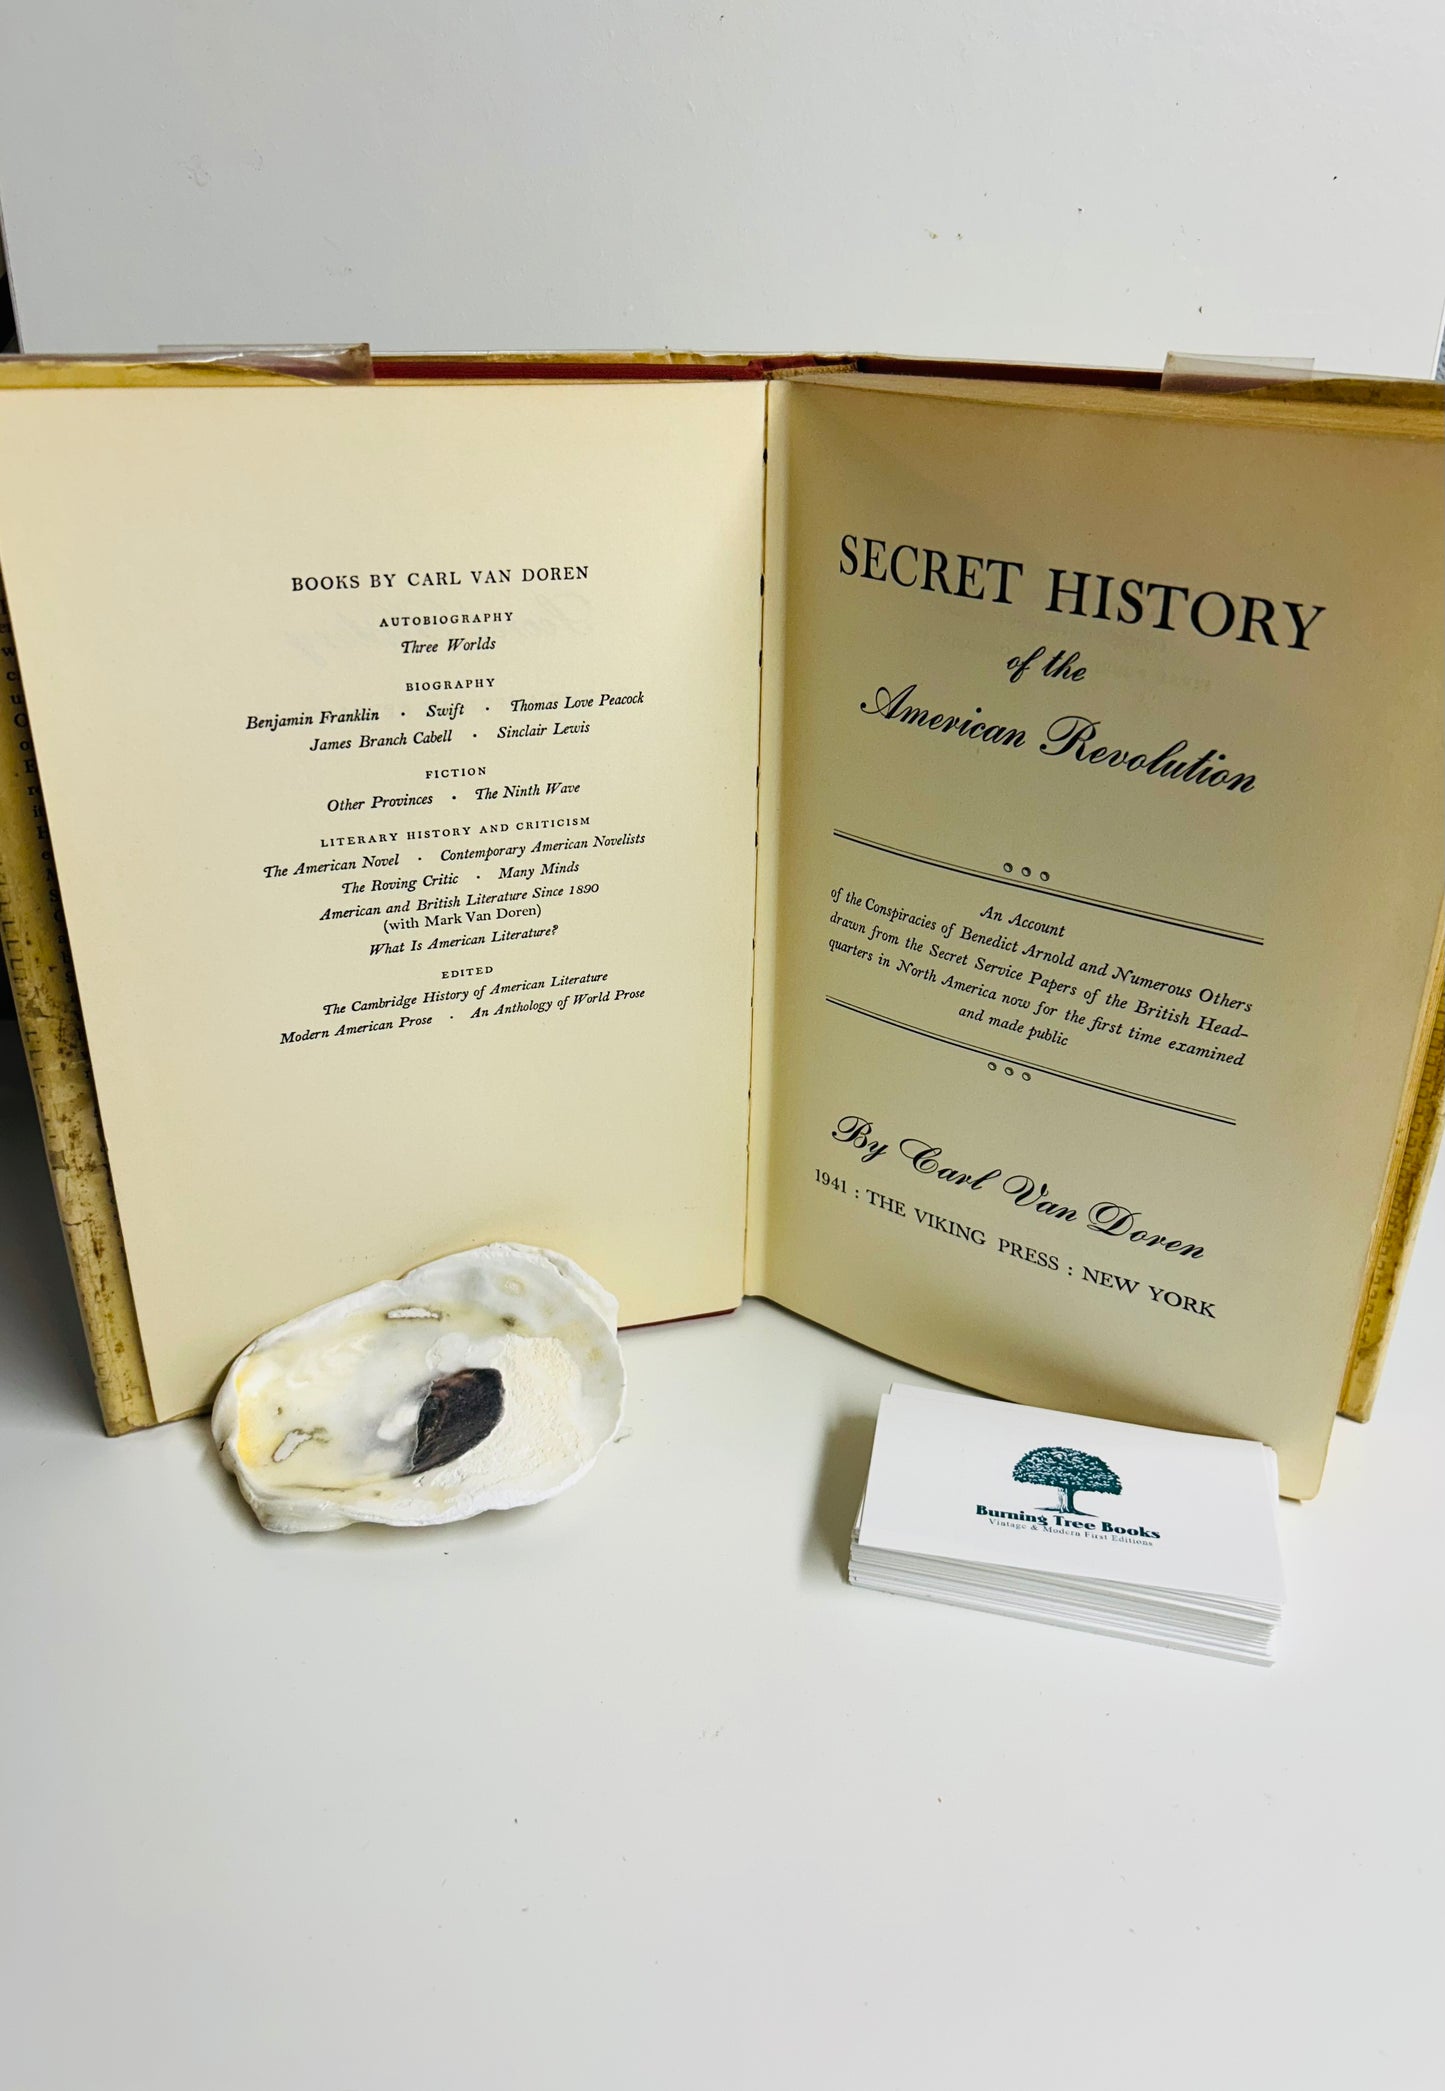 BOOKS BY CARL VAN DOREN
AUTOBIOGRAPHY
Three Worlds
BIOGRAPHY
Benjamin Franklin · Swift · Thomas Love Peacock
James Branch Cabell · Sinclair Lewis
FICTION
Other Provinces · The Ninth Wave
LITERARY HISTORY AND CRITICISM
The American Novel · Contemporary American Novelists
The Roving Critic · Many Minds
American and British Literature Since 1890
(with Mark Van Doren)
What Is American Literature?
EDITED
The Cambridge History of American Literature
Modern American Prose · An Anthology of World Prose
SECRET HISTORY
of the
American Revolution
An Account
of the Conspiracies of Benedict Arnold and Numerous Others
drawn from the Secret Service Papers of the British Head-
quarters in North America now for the first time examined
and made public
By Carl Van Doren
1941 : THE VIKING PRESS : NEW YORK
Burning Tree Books
Vintage & Modern First Editions